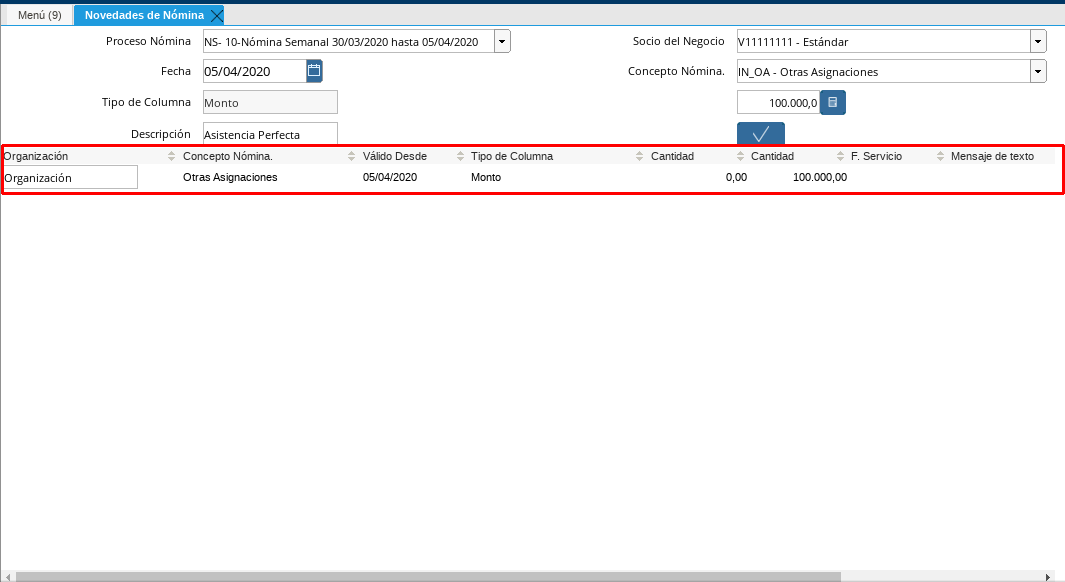 Menú (9) Novedades de Nómina
Proceso Nómina NS- 10-Nómina Semanal 30/03/2020 hasta 05/04/2020 Socio del Negocio V11111111 - Estándar
Fecha 05/04/2020 Concepto Nómina. IN_OA - Otras Asignaciones
Tipo de Columna Monto 100.000,0
Descripción Asistencia Perfecta
Organización Concepto Nómina. Válido Desde Tipo de Columna Cantidad Cantidad F. Servicio Mensaje de texto
Organización Otras Asignaciones 05/04/2020 Monto 0,00 100.000,00